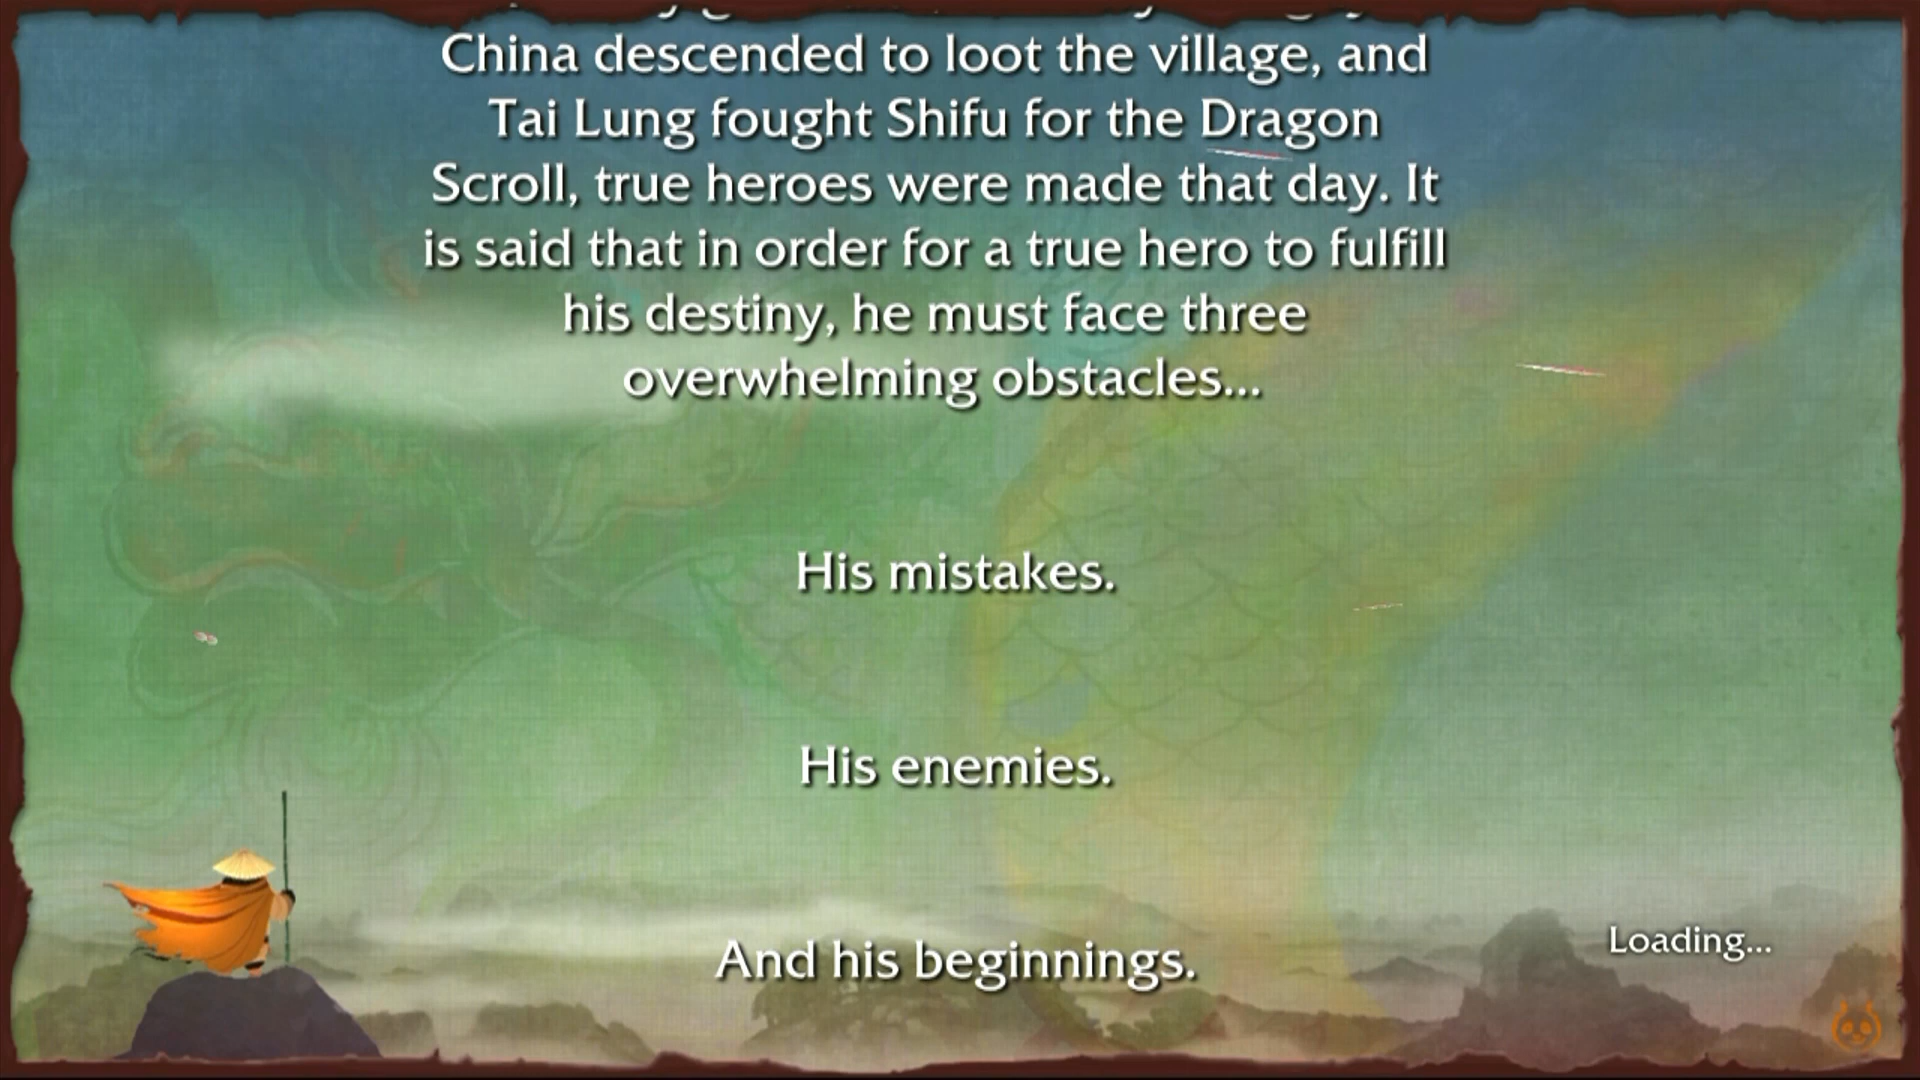 China descended to loot the village, and
Tai Lung fought Shifu for the Dragon
Scroll, true heroes were made that day. It
is said that in order for a true hero to fulfill
his destiny, he must face three
overwhelming obstacles...
His mistakes.
His enemies.
And his beginnings.
Loading...